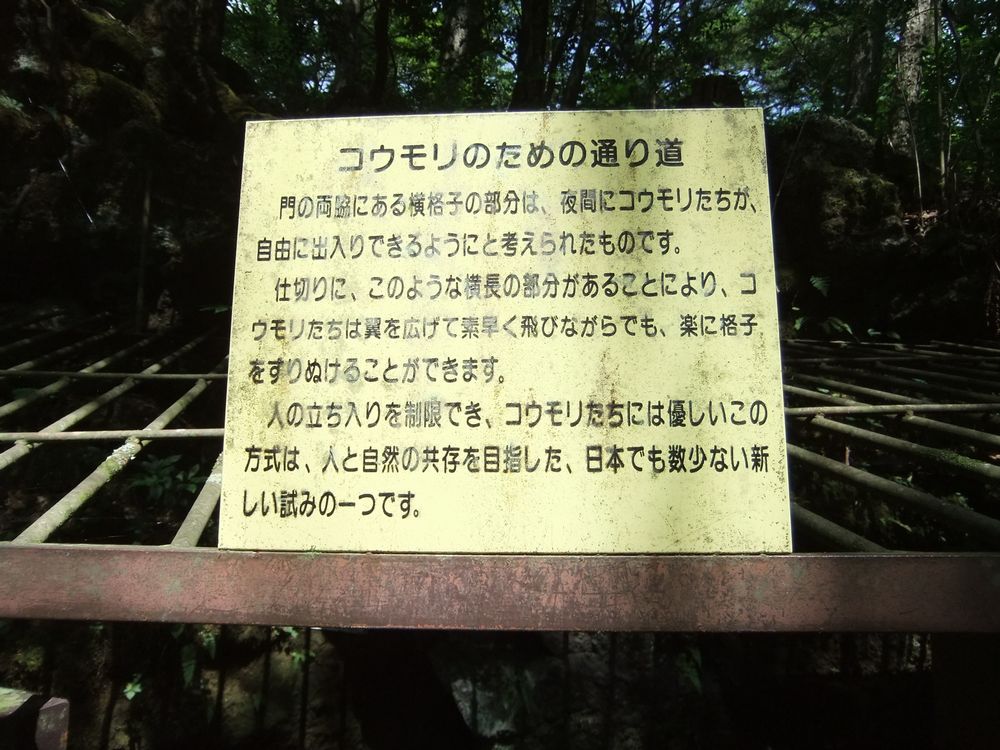 コウモリのための通り道
門の両脇にある横格子の部分は、夜間にコウモリたちが、
自由に出入りできるようにと考えられたものです。
仕切りに、このような横長の部分があることにより、コ
ウモリたちは翼を広げて素早く飛びながらでも、楽に格子
をすりぬけることができます。
人の立ち入りを制限でき、コウモリたちには優しいこの
方式は、人と自然の共存を目指した、日本でも数少ない新
しい試みの一つです。